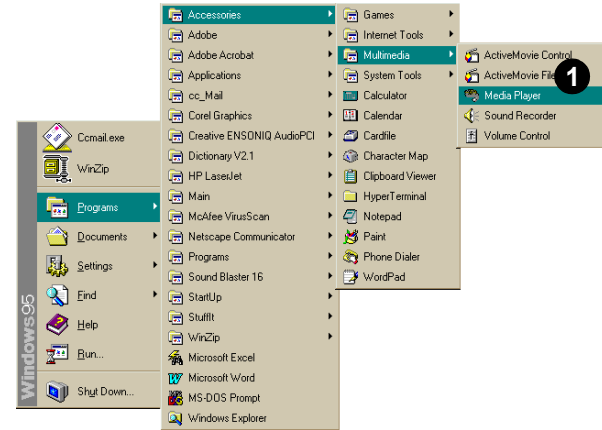 Ccmail.exe
WinZip
Programs
Documents
Settings
Find
Help
Run...
Shut Down...
Windows95
Accessories
Adobe
Adobe Acrobat
Applications
cc_Mail
Corel Graphics
Creative ENSONIQ AudioPCI
Dictionary V2.1
HP LaserJet
Main
McAfee VirusScan
Netscape Communicator
Programs
Sound Blaster 16
StartUp
StuffIt
WinZip
Microsoft Excel
Microsoft Word
MS-DOS Prompt
Windows Explorer
Games
Internet Tools
Multimedia
System Tools
Calculator
Calendar
Cardfile
Character Map
Clipboard Viewer
HyperTerminal
Notepad
Paint
Phone Dialer
WordPad
ActiveMovie Control
ActiveMovie File
Media Player
Sound Recorder
Volume Control
1